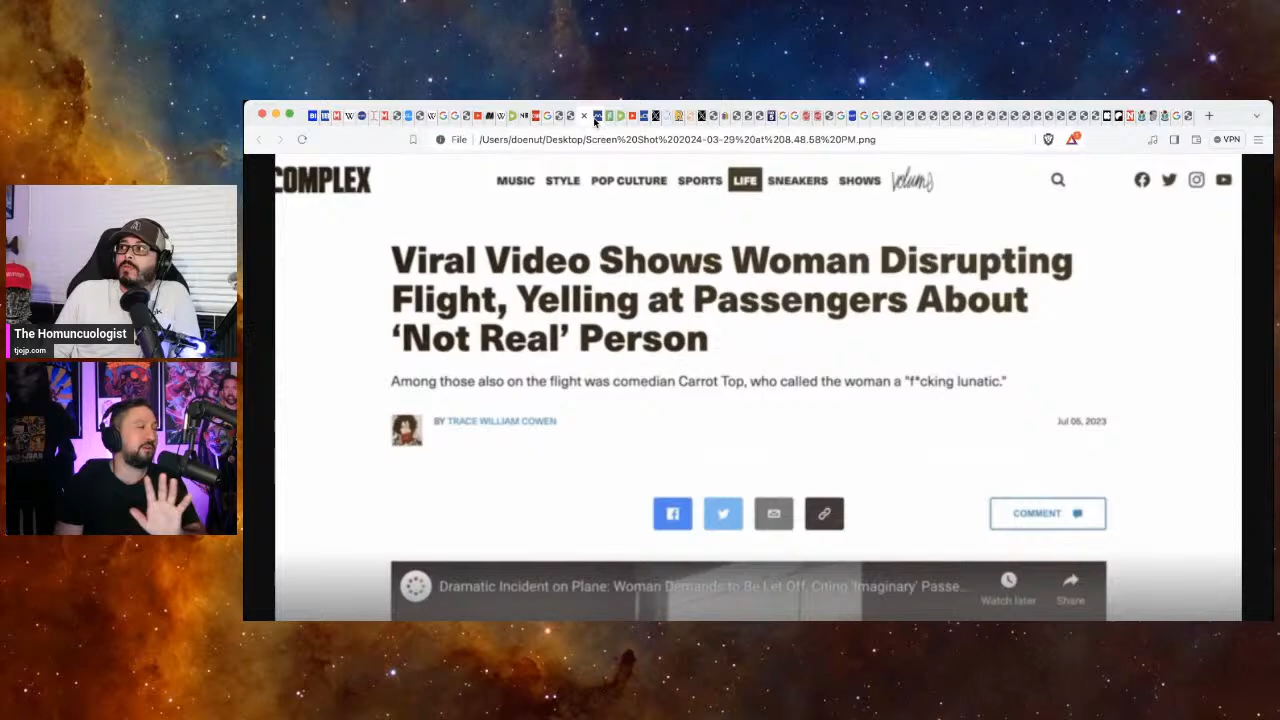 File /Users/doenut/Desktop/Screen%20Shot%202024-03-29%20at%208.48.58%20PM.png
VPN
COMPLEX
MUSIC STYLE POP CULTURE SPORTS LIFE SNEAKERS SHOWS Volume
Viral Video Shows Woman Disrupting
Flight, Yelling at Passengers About
‘Not Real’ Person
Among those also on the flight was comedian Carrot Top, who called the woman a "f*cking lunatic."
BY TRACE WILLIAM COWEN
Jul 05, 2023
COMMENT
Dramatic Incident on Plane: Woman Demands to Be Let Off, Citing 'Imaginary' Passe...
Watch later
Share
The Homuncuologist
tjojp.com